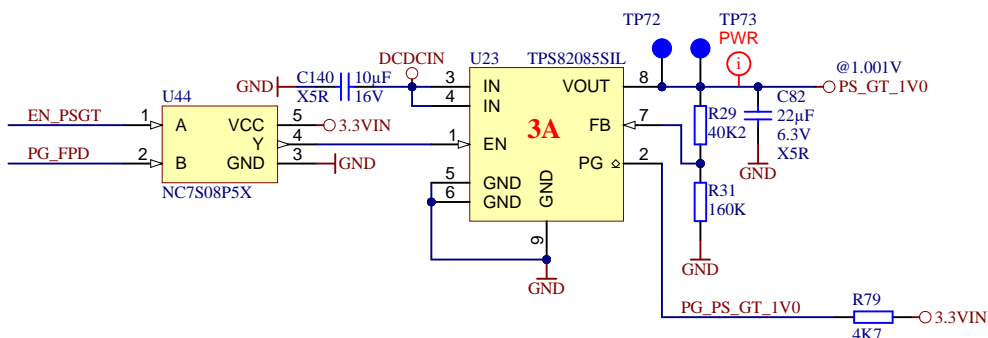 TP72
TP73
PWR
i
DCDCIN
U23
TPS82085SIL
@1.001V
GND
C140
10µF
X5R
16V
3
IN
VOUT
8
PS_GT_1V0
4
IN
C82
22µF
6.3V
X5R
GND
U44
EN_PSGT
1
A
VCC
5
3.3VIN
3A
FB
7
R29
40K2
Y
4
1
EN
PG_FPD
2
B
GND
3
GND
PG
2
NC7S08P5X
5
GND
6
GND
GND
9
GND
R31
160K
GND
PG_PS_GT_1V0
R79
4K7
3.3VIN